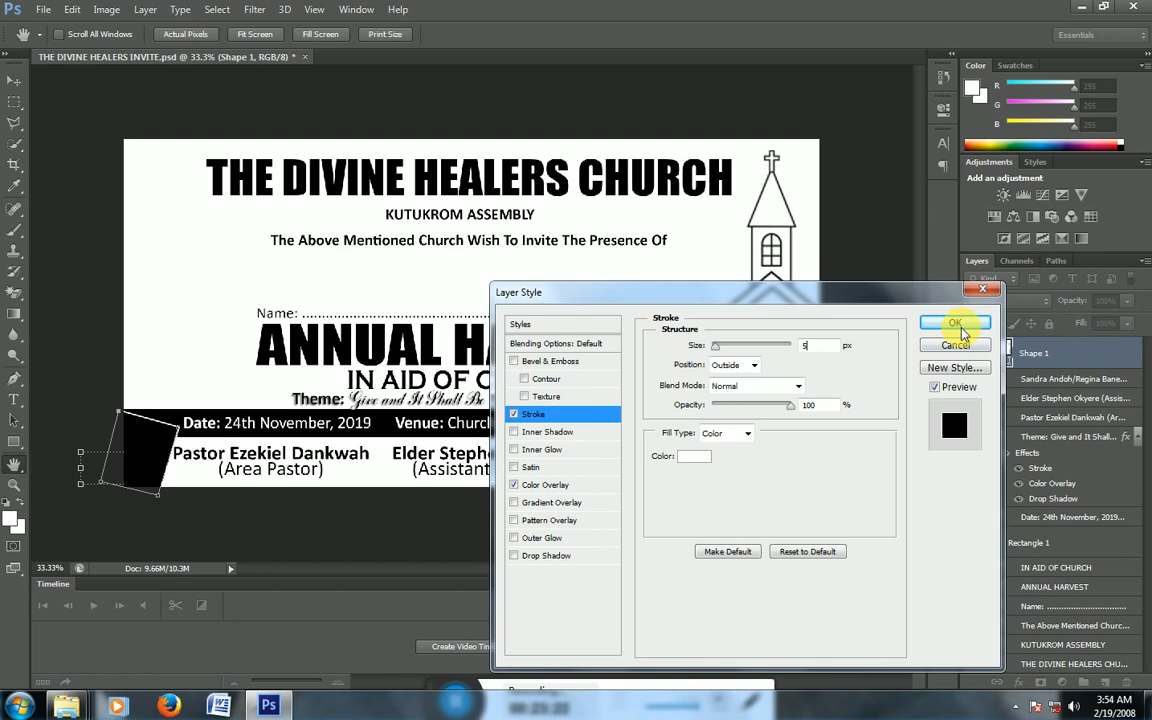 Ps File Edit Image Layer Type Select Filter 3D View Window Help
Scroll All Windows Actual Pixels Fit Screen Fill Screen Print Size Essentials
THE DIVINE HEALERS INVITE.psd @ 33.3% (Shape 1, RGB/8) *
Color Swatches
R 255
G 255
B 255
Adjustments Styles
Add an adjustment
Layers Channels Paths
Kind
Opacity: 100%
Fill: 100%
Shape 1
Sandra Andoh/Regina Bane...
Elder Stephen Okyere (Assis...
Pastor Ezekiel Dankwah (Ar...
Theme: Give and It Shall... fx
Effects
Stroke
Color Overlay
Drop Shadow
Date: 24th November, 2019...
Rectangle 1
IN AID OF CHURCH
ANNUAL HARVEST
Name: ....................
The Above Mentioned Churc...
KUTUKROM ASSEMBLY
THE DIVINE HEALERS CHU...
THE DIVINE HEALERS CHURCH
KUTUKROM ASSEMBLY
The Above Mentioned Church Wish To Invite The Presence Of
Name: ....................
ANNUAL HA
IN AID OF C
Theme: Give and It Shall Be
Date: 24th November, 2019 Venue: Church
Pastor Ezekiel Dankwah Elder Steph
(Area Pastor) (Assistant
Layer Style
Styles
Blending Options: Default
Bevel & Emboss
Contour
Texture
Stroke
Inner Shadow
Inner Glow
Satin
Color Overlay
Gradient Overlay
Pattern Overlay
Outer Glow
Drop Shadow
Stroke
Structure
Size: 5 px
Position: Outside
Blend Mode: Normal
Opacity: 100 %
Fill Type: Color
Color:
Make Default Reset to Default
OK
Cancel
New Style...
Preview
33.33% Doc: 9.66M/10.3M
Timeline
Create Video Tim
00:23:22
Ps
3:54 AM
2/19/2008